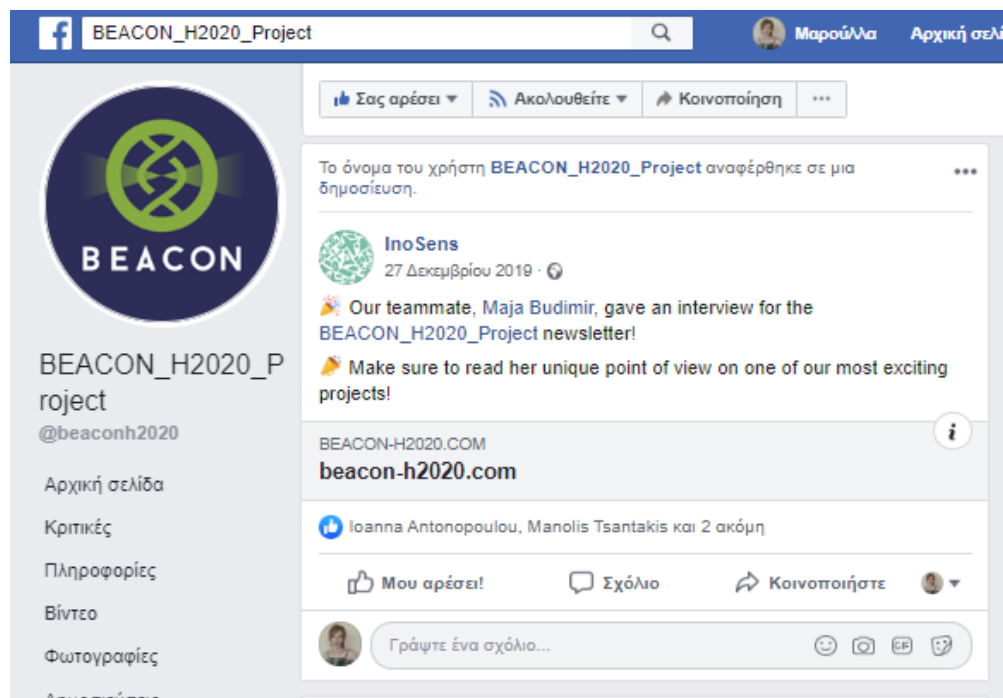 BEACON_H2020_Project
Μαρούλλα
Αρχική σελί
BEACON
BEACON_H2020_P
roject
@beaconh2020
Αρχική σελίδα
Κριτικές
Πληροφορίες
Βίντεο
Φωτογραφίες
Δημοσιεύσεις
Σας αρέσει
Ακολουθείτε
Κοινοποίηση
Το όνομα του χρήστη BEACON_H2020_Project αναφέρθηκε σε μια
δημοσίευση.
InoSens
27 Δεκεμβρίου 2019 ·
🎉 Our teammate, Maja Budimir, gave an interview for the
BEACON_H2020_Project newsletter!
🎉 Make sure to read her unique point of view on one of our most exciting
projects!
BEACON-H2020.COM
beacon-h2020.com
Ioanna Antonopoulou, Manolis Tsantakis και 2 ακόμη
Μου αρέσει!
Σχόλιο
Κοινοποιήστε
Γράψτε ένα σχόλιο...
GIF